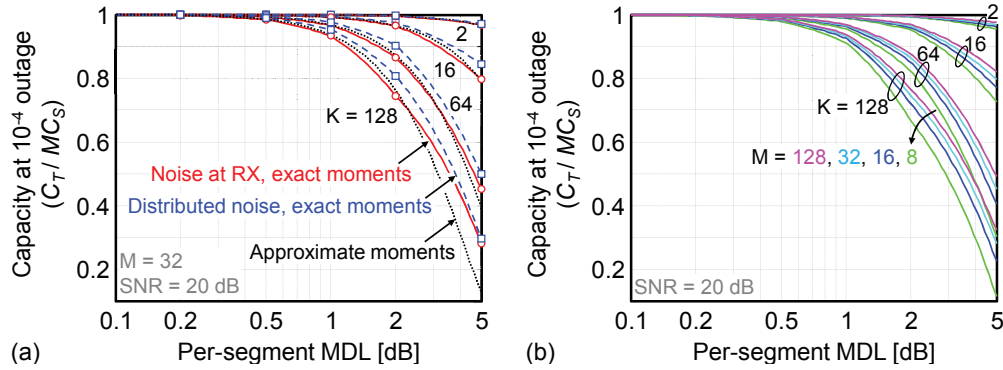 Capacity at 10⁻⁴ outage
(C_T / MC_S)
1
0.8
0.6
0.4
0.2
2
16
64
K = 128
Noise at RX, exact moments
Distributed noise, exact moments
Approximate moments
M = 32
SNR = 20 dB
0.1 0.2 0.5 1 2 5
(a) Per-segment MDL [dB]
Capacity at 10⁻⁴ outage
(C_T / MC_S)
1
0.8
0.6
0.4
0.2
2
16
64
K = 128
M = 128, 32, 16, 8
SNR = 20 dB
0.1 0.2 0.5 1 2 5
(b) Per-segment MDL [dB]